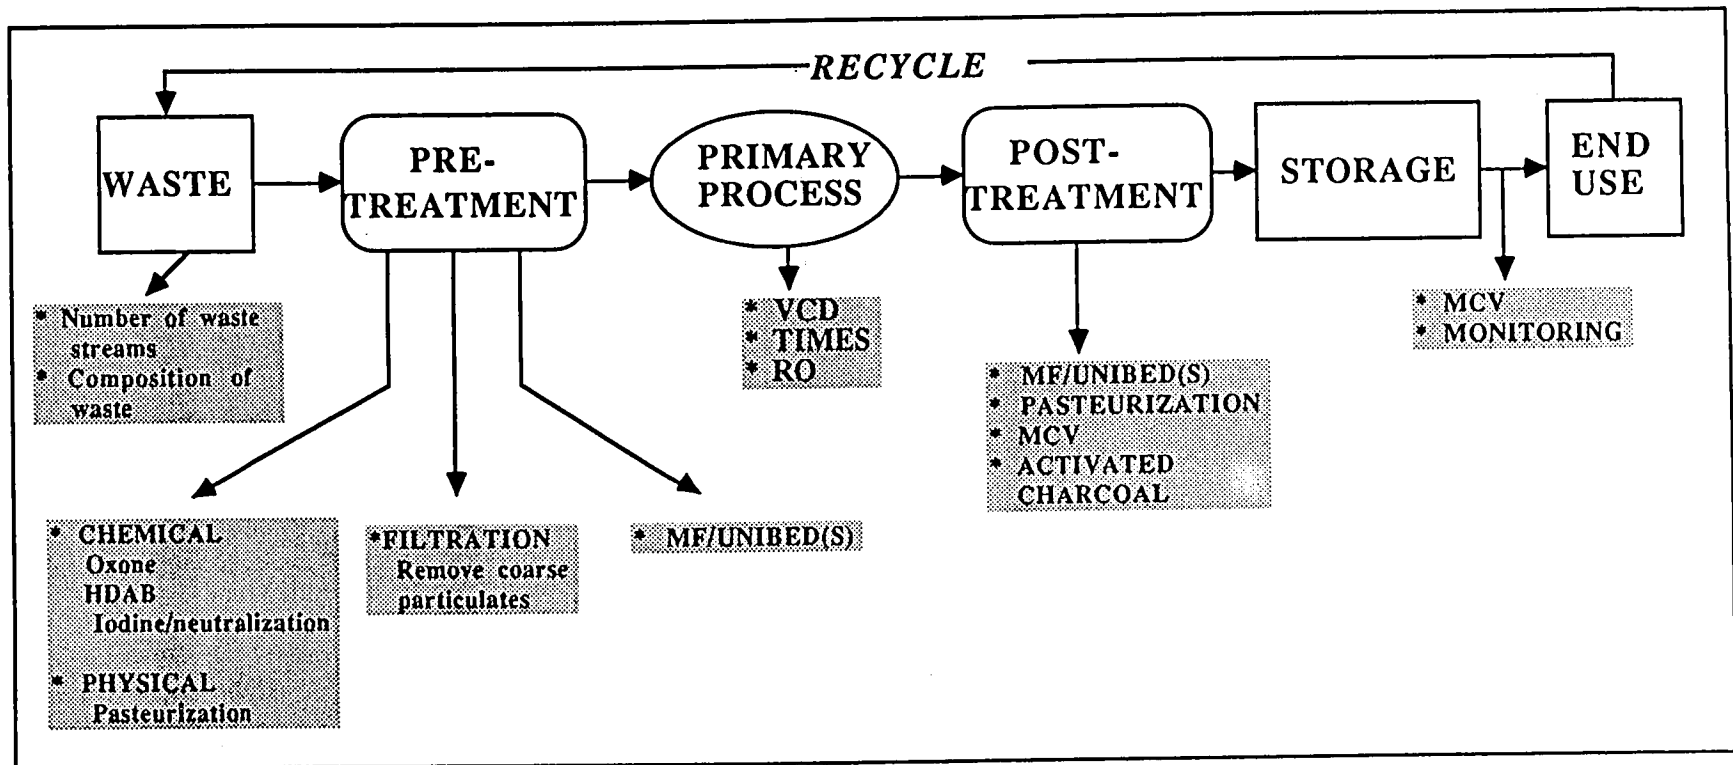 RECYCLE
WASTE
PRE-
TREATMENT
PRIMARY
PROCESS
POST-
TREATMENT
STORAGE
END
USE
* Number of waste
streams
* Composition of
waste
* CHEMICAL
Oxone
HDAB
Iodine/neutralization
* PHYSICAL
Pasteurization
*FILTRATION
Remove coarse
particulates
* MF/UNIBED(S)
* VCD
* TIMES
* RO
* MF/UNIBED(S)
* PASTEURIZATION
* MCV
* ACTIVATED
CHARCOAL
* MCV
* MONITORING